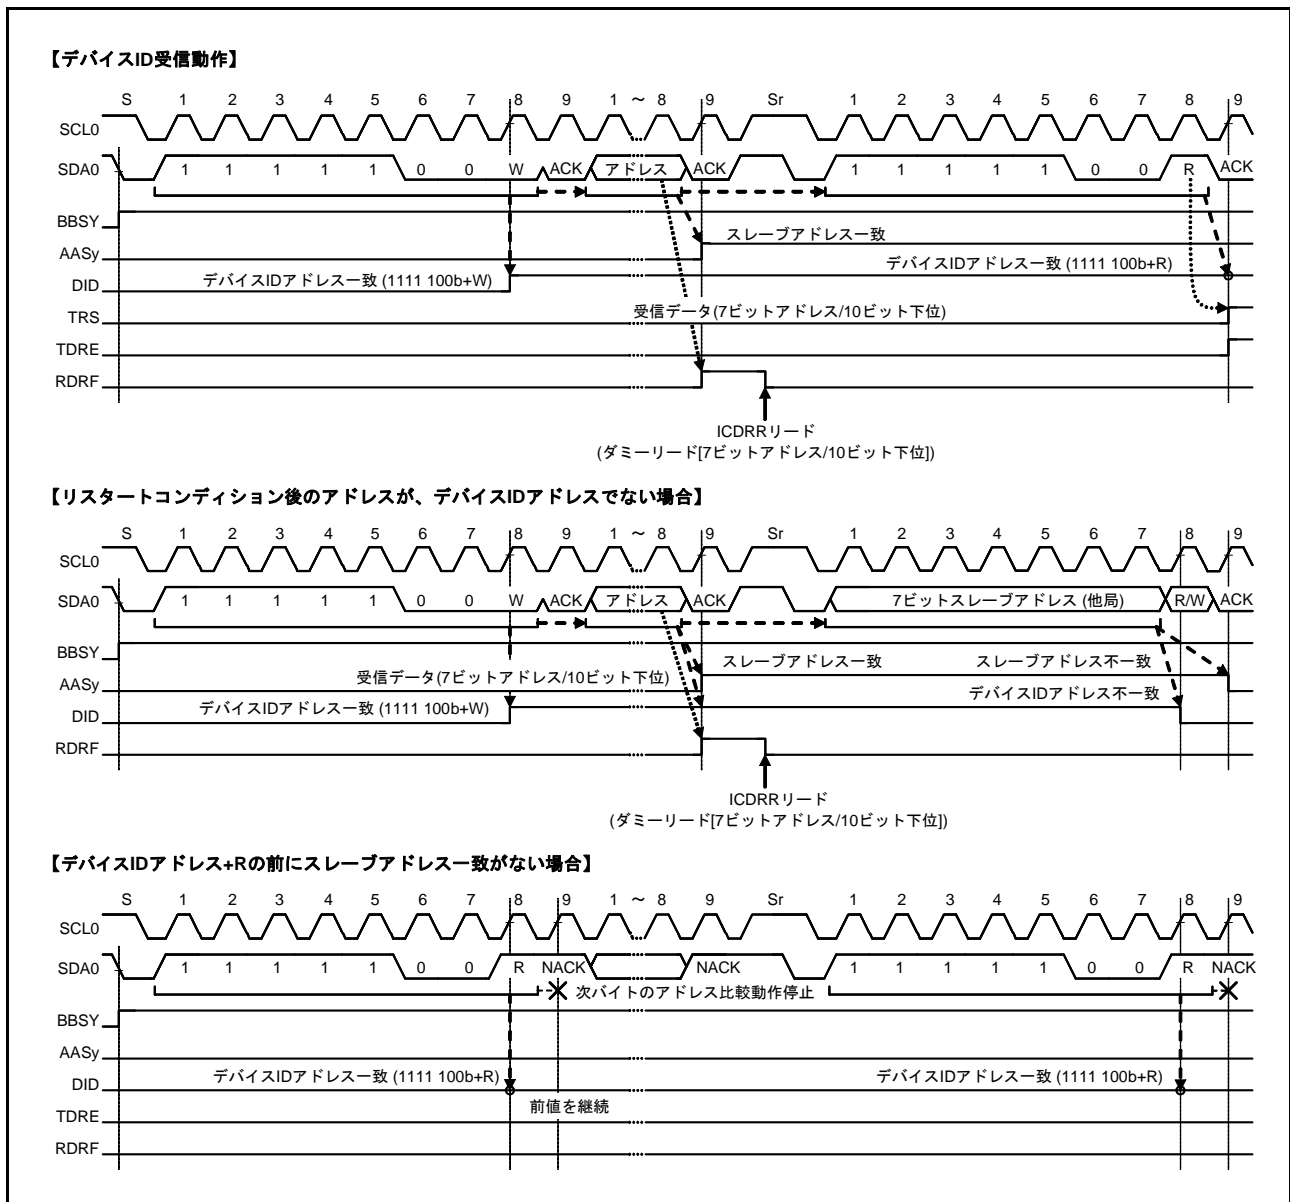 【デバイスID受信動作】
S 1 2 3 4 5 6 7 8 9 1 ~ 8 9 Sr 1 2 3 4 5 6 7 8 9
SCL0
SDA0 1 1 1 1 1 0 0 W ACK アドレス ACK 1 1 1 1 1 0 0 R ACK
BBSY
スレーブアドレス一致
AASy
デバイスIDアドレス一致 (1111 100b+R)
デバイスIDアドレス一致 (1111 100b+W)
DID
受信データ(7ビットアドレス/10ビット下位)
TRS
TDRE
RDRF
ICDRRリード
(ダミーリード[7ビットアドレス/10ビット下位])
【リスタートコンディション後のアドレスが、デバイスIDアドレスでない場合】
S 1 2 3 4 5 6 7 8 9 1 ~ 8 9 Sr 1 2 3 4 5 6 7 8 9
SCL0
SDA0 1 1 1 1 1 0 0 W ACK アドレス ACK 7ビットスレーブアドレス (他局) R/W ACK
BBSY
スレーブアドレス一致 スレーブアドレス不一致
受信データ(7ビットアドレス/10ビット下位)
AASy
デバイスIDアドレス不一致
デバイスIDアドレス一致 (1111 100b+W)
DID
RDRF
ICDRRリード
(ダミーリード[7ビットアドレス/10ビット下位])
【デバイスIDアドレス+Rの前にスレーブアドレス一致がない場合】
S 1 2 3 4 5 6 7 8 9 1 ~ 8 9 Sr 1 2 3 4 5 6 7 8 9
SCL0
SDA0 1 1 1 1 1 0 0 R NACK NACK 1 1 1 1 1 0 0 R NACK
次バイトのアドレス比較動作停止
BBSY
AASy
デバイスIDアドレス一致 (1111 100b+R) デバイスIDアドレス一致 (1111 100b+R)
DID
前値を継続
TDRE
RDRF